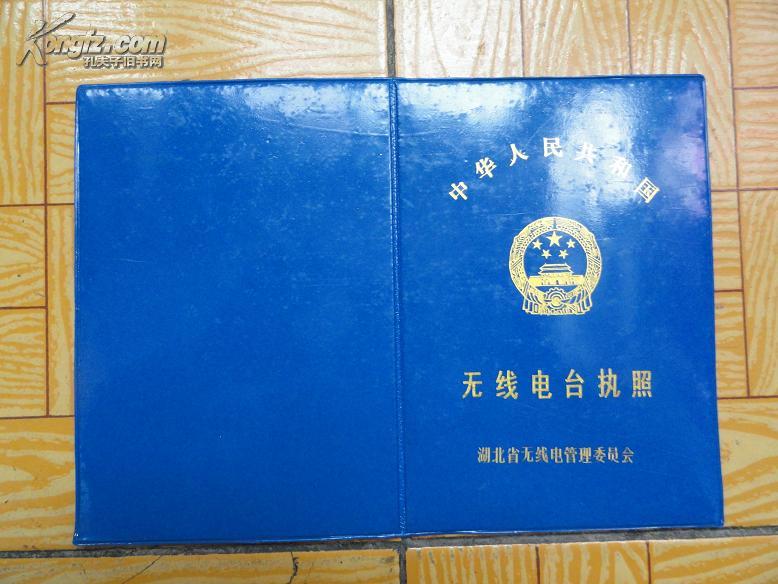 Kongfz.com
孔夫子旧书网
中华人民共和国
无线电台执照
湖北省无线电管理委员会